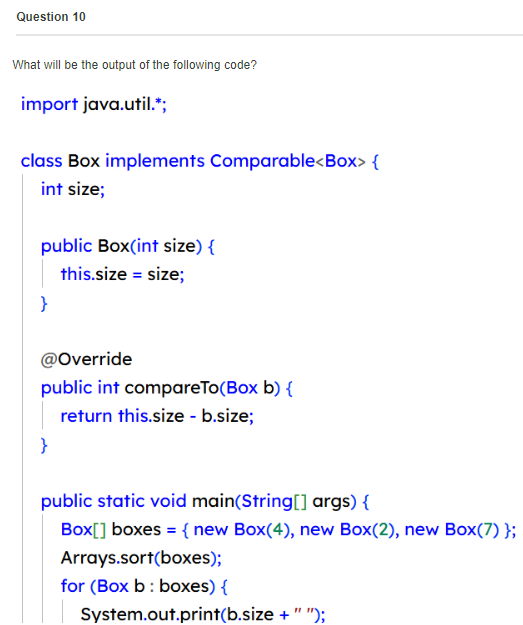 Question 10
What will be the output of the following code?
import java.util.*;
class Box implements Comparable<Box> {
int size;
public Box(int size) {
this.size = size;
}
@Override
public int compareTo(Box b) {
return this.size - b.size;
}
public static void main(String[] args) {
Box[] boxes = { new Box(4), new Box(2), new Box(7) };
Arrays.sort(boxes);
for (Box b : boxes) {
System.out.print(b.size + " ");